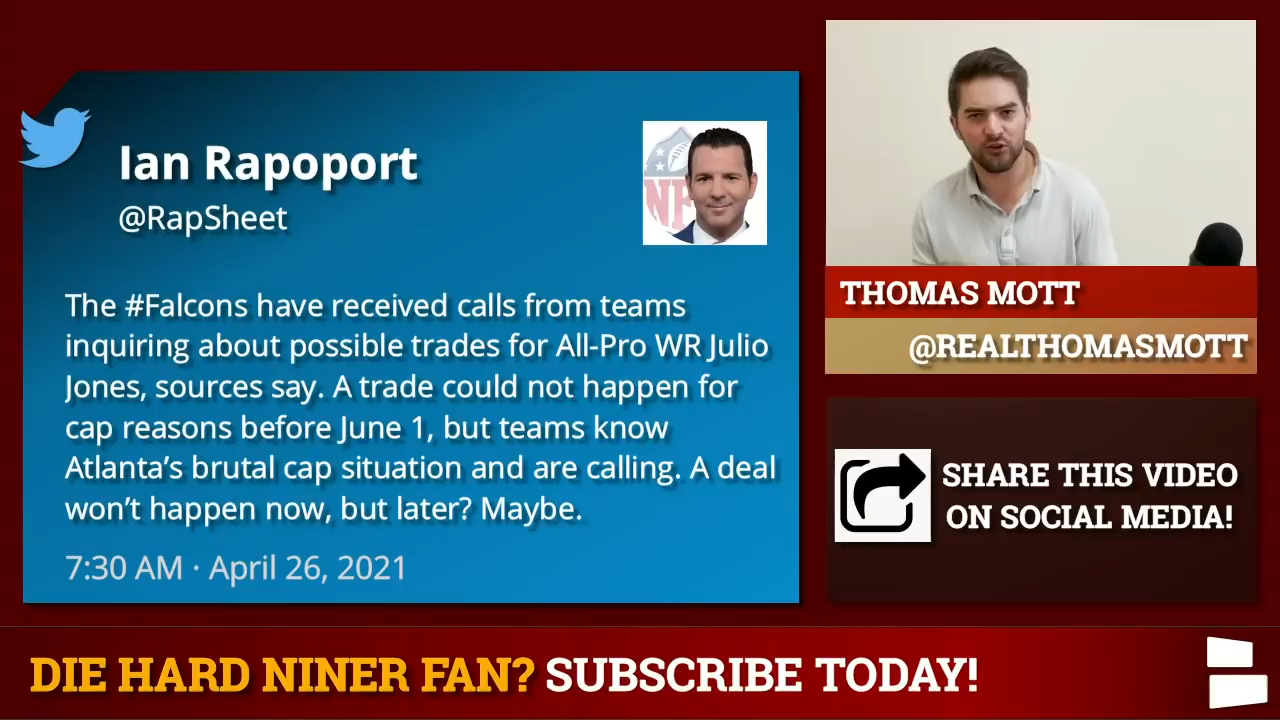 Ian Rapoport
@RapSheet
The #Falcons have received calls from teams
inquiring about possible trades for All-Pro WR Julio
Jones, sources say. A trade could not happen for
cap reasons before June 1, but teams know
Atlanta’s brutal cap situation and are calling. A deal
won’t happen now, but later? Maybe.
7:30 AM · April 26, 2021
THOMAS MOTT
@REALTHOMASMOTT
SHARE THIS VIDEO
ON SOCIAL MEDIA!
DIE HARD NINER FAN? SUBSCRIBE TODAY!